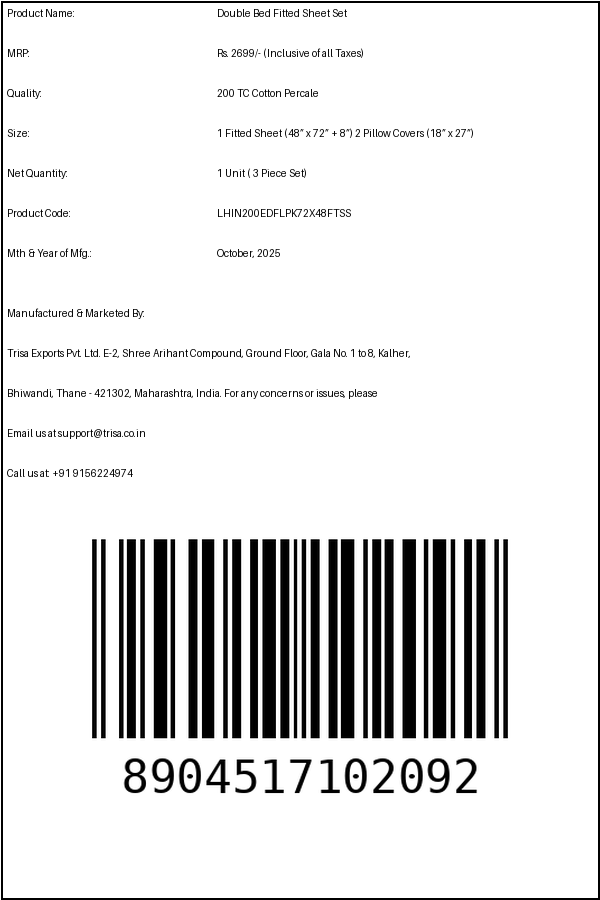 Product Name: Double Bed Fitted Sheet Set
MRP: Rs. 2699/- (Inclusive of all Taxes)
Quality: 200 TC Cotton Percale
Size: 1 Fitted Sheet (48” x 72” + 8”) 2 Pillow Covers (18” x 27”)
Net Quantity: 1 Unit ( 3 Piece Set)
Product Code: LHIN200EDFLPK72X48FTSS
Mth & Year of Mfg.: October, 2025
Manufactured & Marketed By:
Trisa Exports Pvt. Ltd. E-2, Shree Arihant Compound, Ground Floor, Gala No. 1 to 8, Kalher,
Bhiwandi, Thane - 421302, Maharashtra, India. For any concerns or issues, please
Email us at support@trisa.co.in
Call us at: +91 9156224974
8904517102092